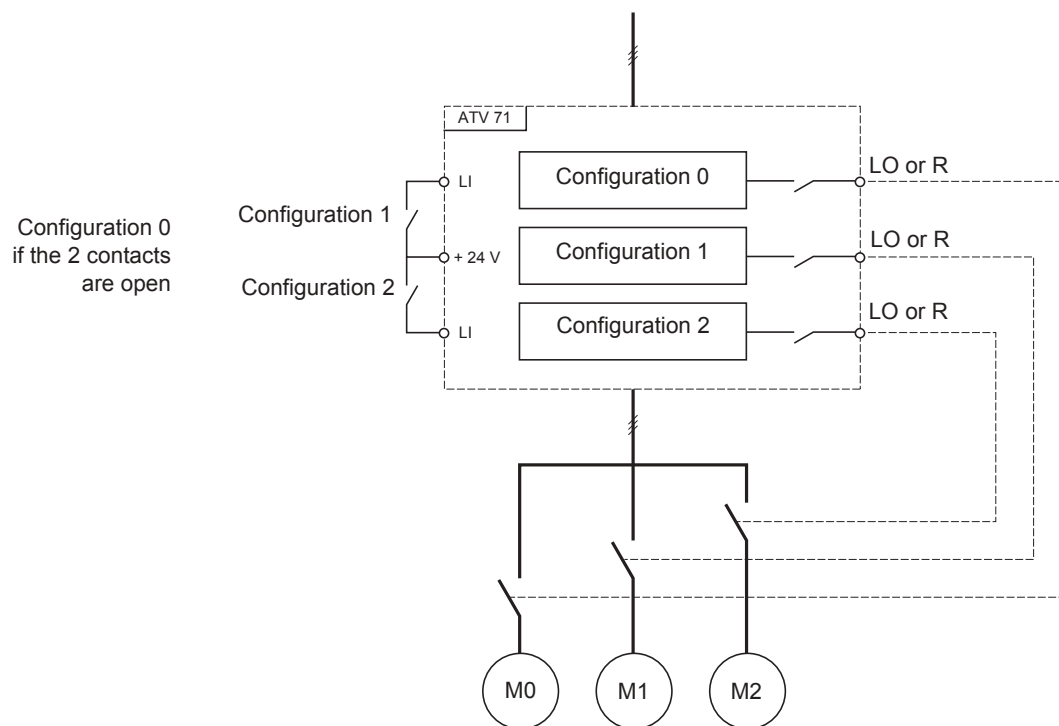 ATV 71
Configuration 0
LO or R
LI
Configuration 1
Configuration 0
if the 2 contacts
are open
+ 24 V
Configuration 1
LO or R
Configuration 2
LI
Configuration 2
LO or R
M0
M1
M2